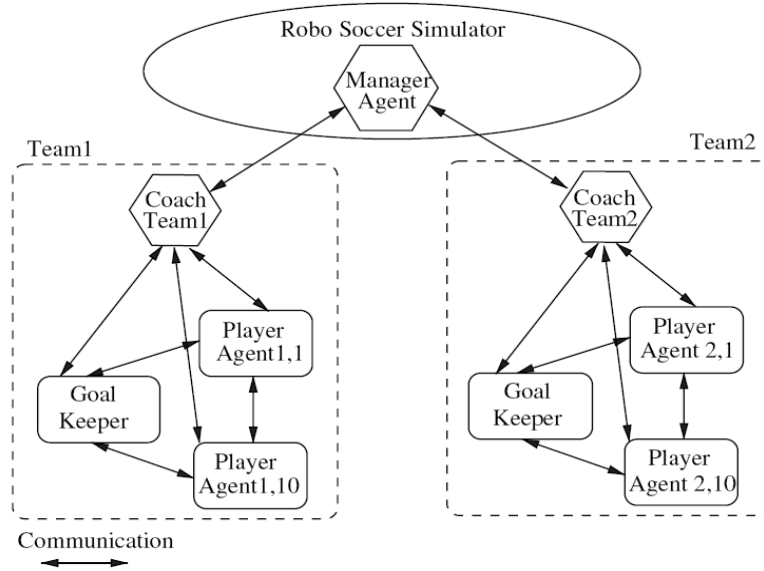 Robo Soccer Simulator
Manager
Agent
Team1
Team2
Coach
Team1
Coach
Team2
Player
Agent1,1
Player
Agent 2,1
Goal
Keeper
Goal
Keeper
Player
Agent1,10
Player
Agent 2,10
Communication